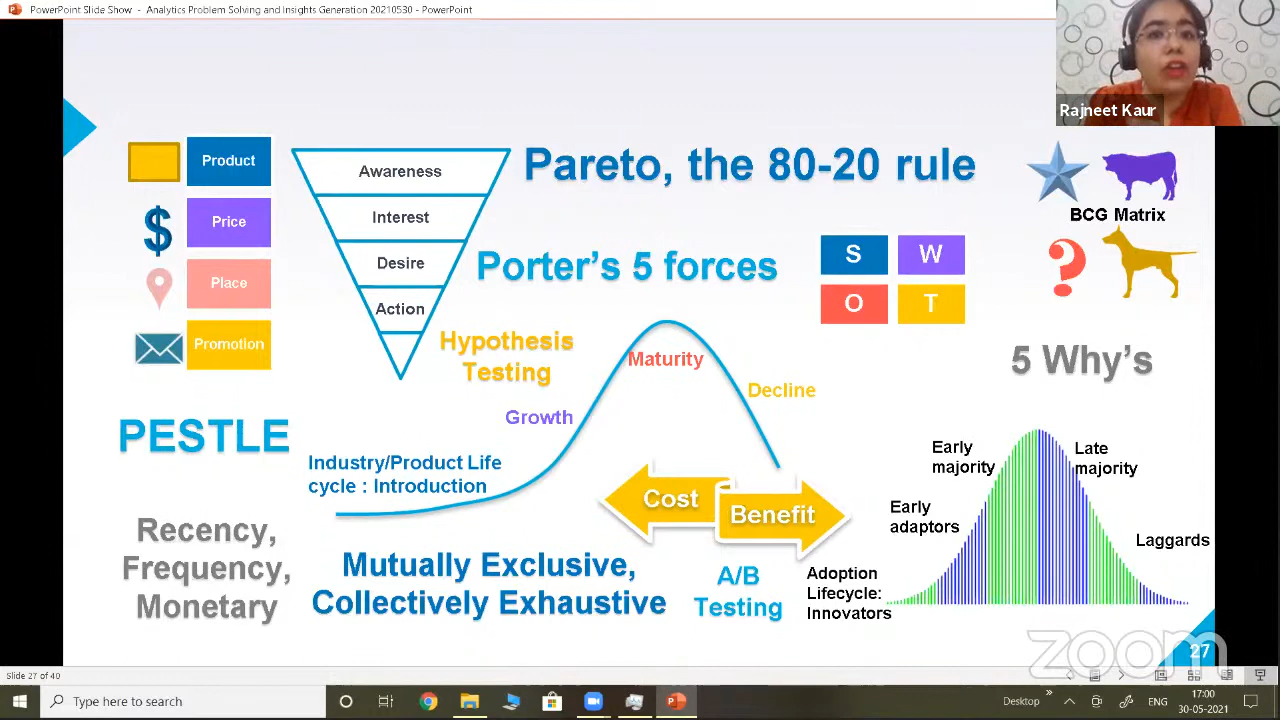 PowerPoint Slide Show - Analytics Problem Solving and Insights Generation 20210530 - PowerPoint
Rajneet Kaur
Product
Price
Place
Promotion
$
Awareness
Interest
Desire
Action
Pareto, the 80-20 rule
Porter's 5 forces
S W
O T
BCG Matrix
?
Hypothesis
Testing
Maturity
Decline
Growth
5 Why's
PESTLE
Industry/Product Life
cycle : Introduction
Cost
Benefit
Early
majority
Late
majority
Early
adaptors
Laggards
Adoption
Lifecycle:
Innovators
Recency,
Frequency,
Monetary
Mutually Exclusive,
Collectively Exhaustive
A/B
Testing
zoom
27
Slide 27 of 40
Type here to search
Desktop
ENG
17:00
30-05-2021